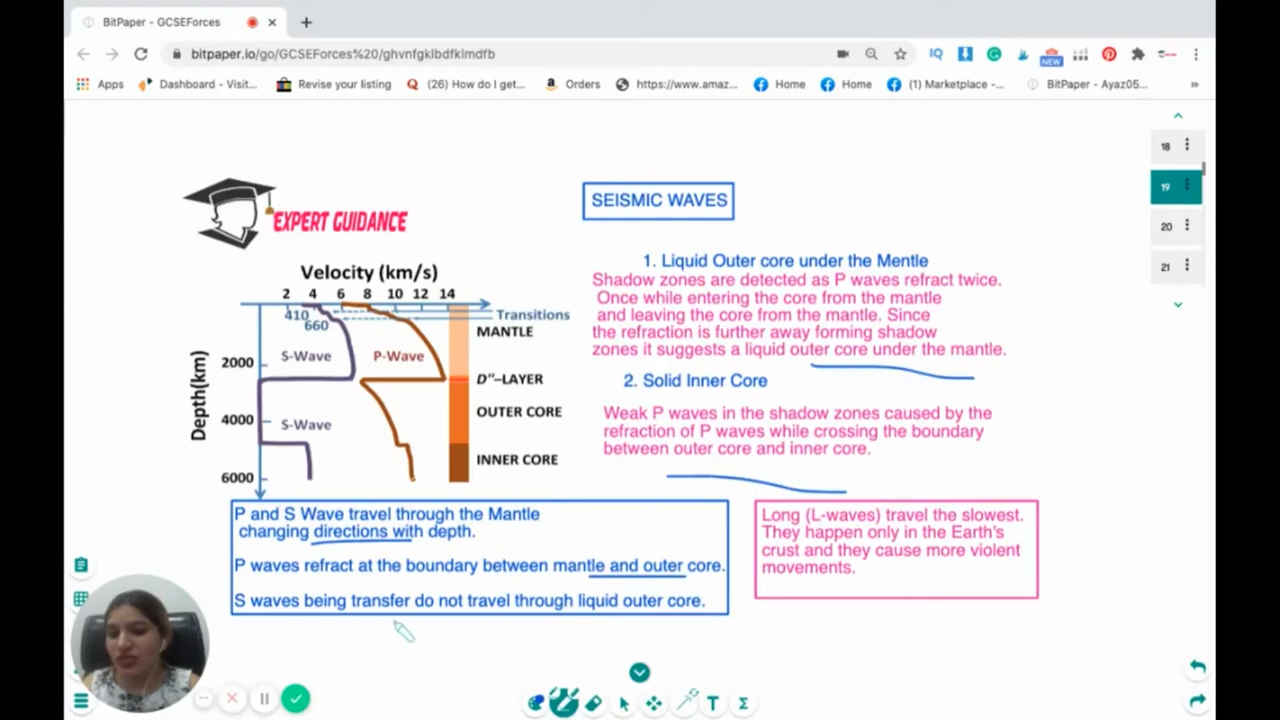 BitPaper - GCSEForces
bitpaper.io/go/GCSEForces%20/ghvnfgklbdfklmdfb
IQ
NEW
Apps
Dashboard - Visit...
Revise your listing
(26) How do I get...
Orders
https://www.amaz...
Home
Home
(1) Marketplace -...
BitPaper - Ayaz05...
»
18
19
20
21
EXPERT GUIDANCE
SEISMIC WAVES
Velocity (km/s)
2 4 6 8 10 12 14
410
660
Transitions
MANTLE
S-Wave
P-Wave
2000
D"–LAYER
Depth(km)
OUTER CORE
4000
S-Wave
INNER CORE
6000
1. Liquid Outer core under the Mentle
Shadow zones are detected as P waves refract twice.
Once while entering the core from the mantle
and leaving the core from the mantle. Since
the refraction is further away forming shadow
zones it suggests a liquid outer core under the mantle.
2. Solid Inner Core
Weak P waves in the shadow zones caused by the
refraction of P waves while crossing the boundary
between outer core and inner core.
P and S Wave travel through the Mantle
changing directions with depth.
P waves refract at the boundary between mantle and outer core.
S waves being transfer do not travel through liquid outer core.
Long (L-waves) travel the slowest.
They happen only in the Earth's
crust and they cause more violent
movements.
T
Σ